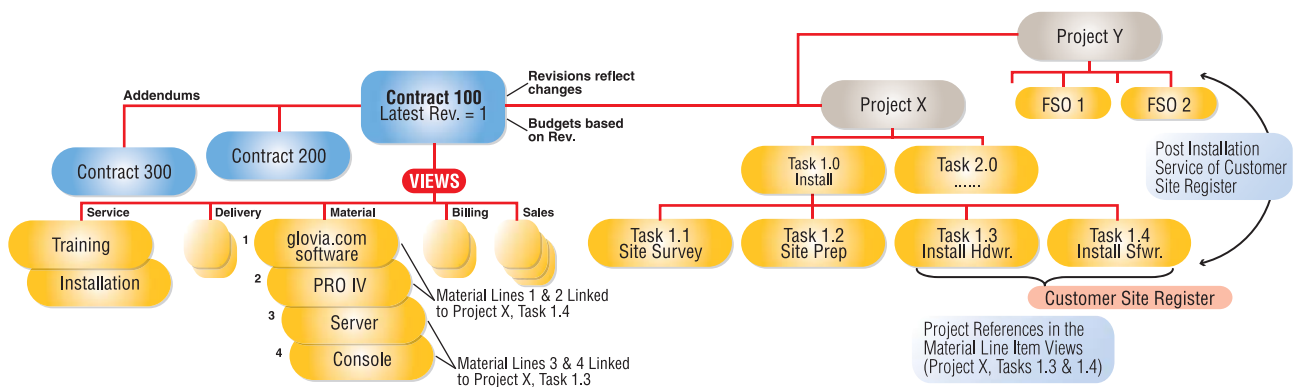 Project Y
Revisions reflect
changes
Addendums
Contract 100
Latest Rev. = 1
Project X
FSO 1
FSO 2
Budgets based
on Rev.
Contract 200
Contract 300
Post Installation
Service of Customer
Site Register
Task 1.0
Install
Task 2.0
......
VIEWS
Service
Delivery
Material
Billing
Sales
Training
Installation
1
glovia.com
software
2
PRO IV
3
Server
4
Console
Task 1.1
Site Survey
Task 1.2
Site Prep
Task 1.3
Install Hdwr.
Task 1.4
Install Sfwr.
Material Lines 1 & 2 Linked
to Project X, Task 1.4
Customer Site Register
Project References in the
Material Line Item Views
(Project X, Tasks 1.3 & 1.4)
Material Lines 3 & 4 Linked
to Project X, Task 1.3